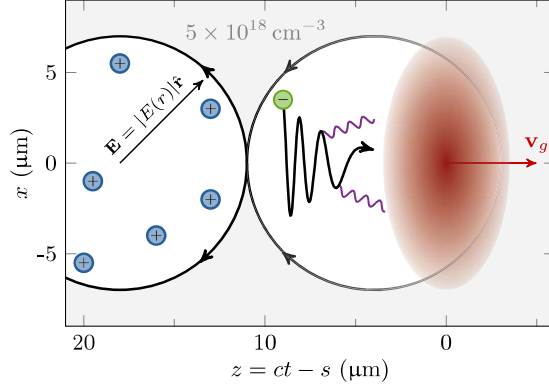 5 × 10¹⁸ cm⁻³
5
E = |E(r)|r̂
+
+
−
v_g
x (μm)
0
+
+
+
-5
+
20
10
0
z = ct − s (μm)